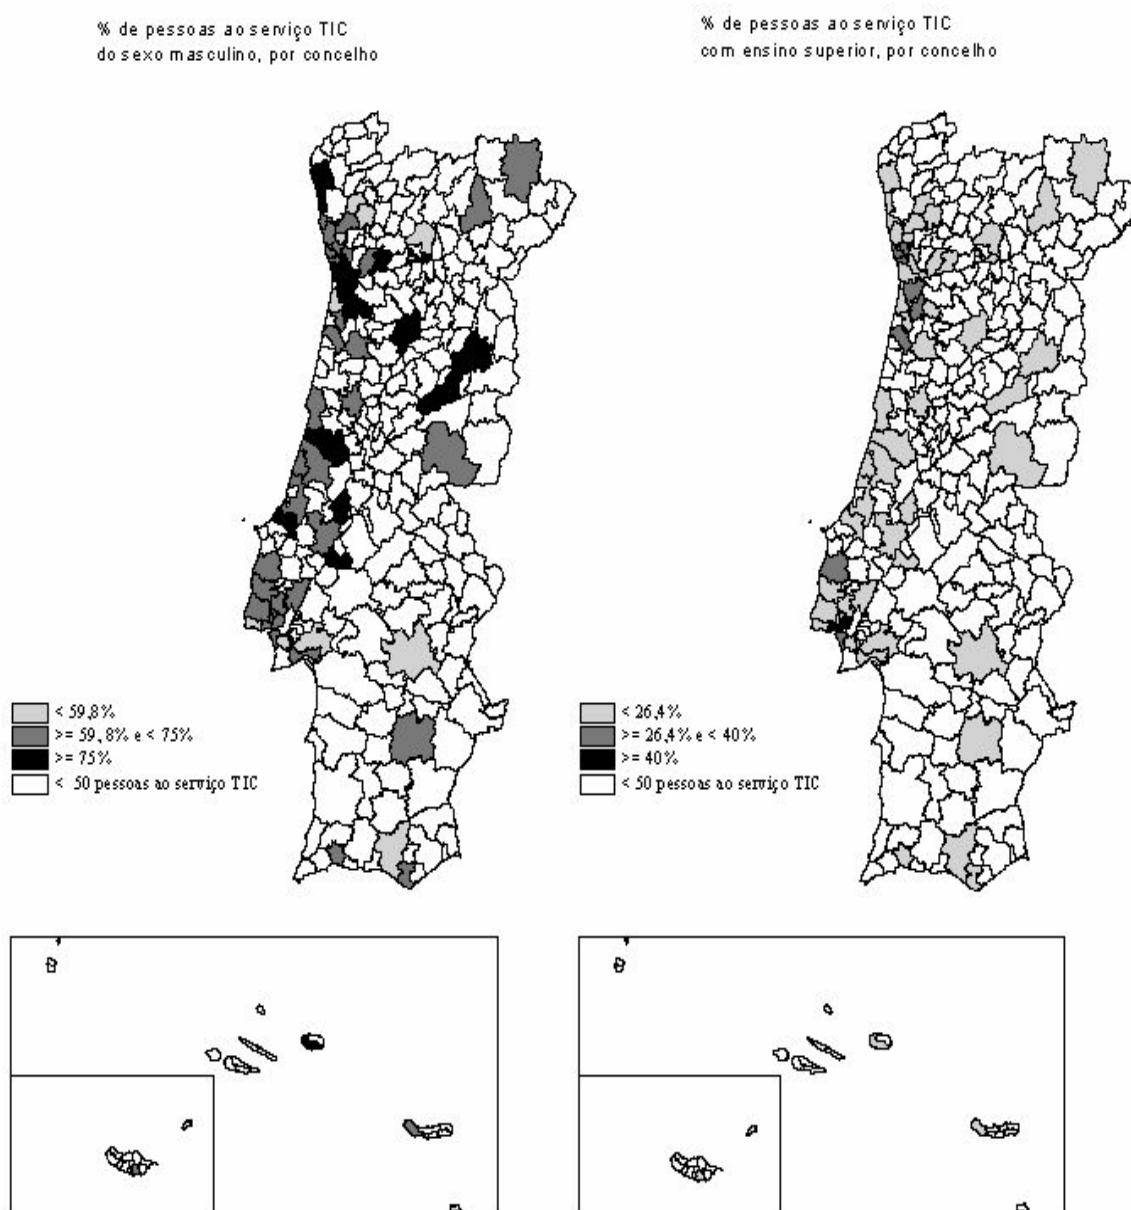 % de pessoas ao serviço TIC
do sexo masculino, por concelho
% de pessoas ao serviço TIC
com ensino superior, por concelho
< 59,8%
>= 59,8% e < 75%
>= 75%
< 50 pessoas ao serviço TIC
< 26,4%
>= 26,4% e < 40%
>= 40%
< 50 pessoas ao serviço TIC